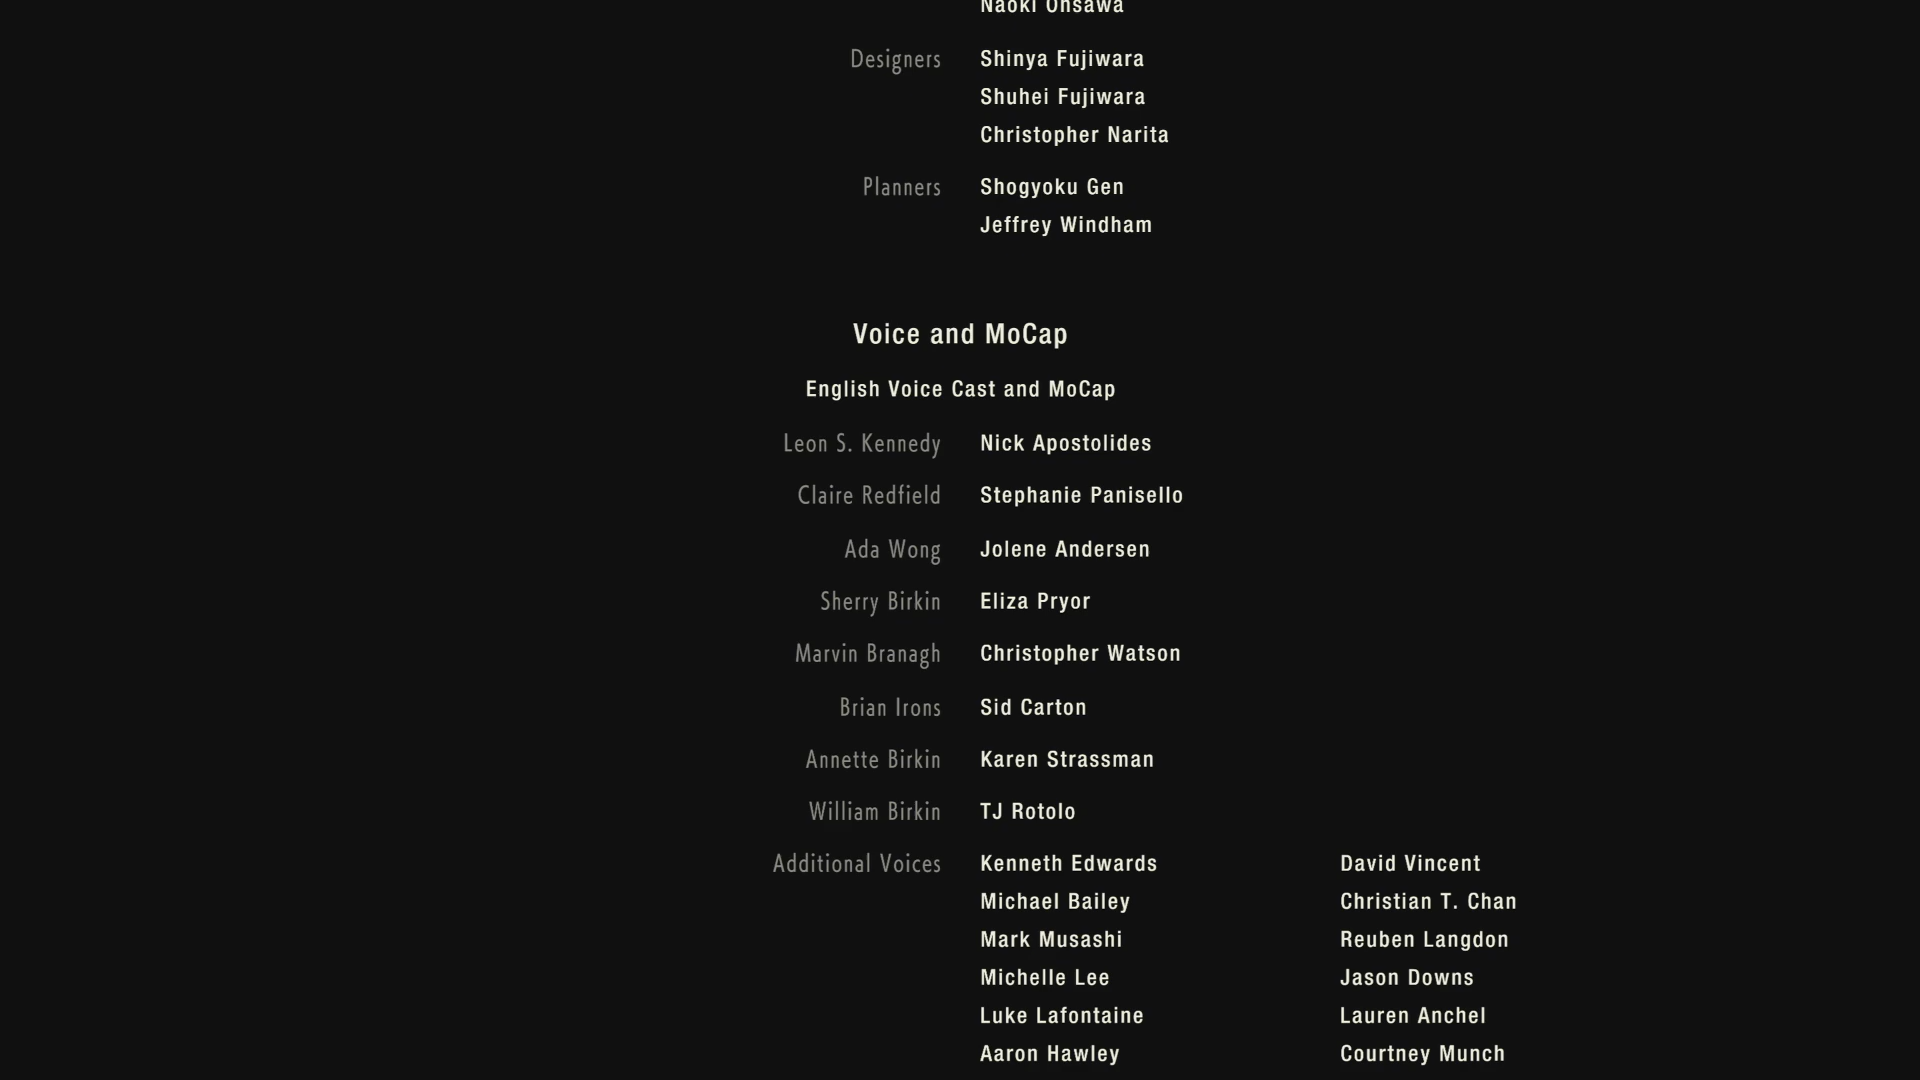 Naoki Ohsawa
Designers Shinya Fujiwara
Shuhei Fujiwara
Christopher Narita
Planners Shogyoku Gen
Jeffrey Windham
Voice and MoCap
English Voice Cast and MoCap
Leon S. Kennedy Nick Apostolides
Claire Redfield Stephanie Panisello
Ada Wong Jolene Andersen
Sherry Birkin Eliza Pryor
Marvin Branagh Christopher Watson
Brian Irons Sid Carton
Annette Birkin Karen Strassman
William Birkin TJ Rotolo
Additional Voices Kenneth Edwards David Vincent
Michael Bailey Christian T. Chan
Mark Musashi Reuben Langdon
Michelle Lee Jason Downs
Luke Lafontaine Lauren Anchel
Aaron Hawley Courtney Munch